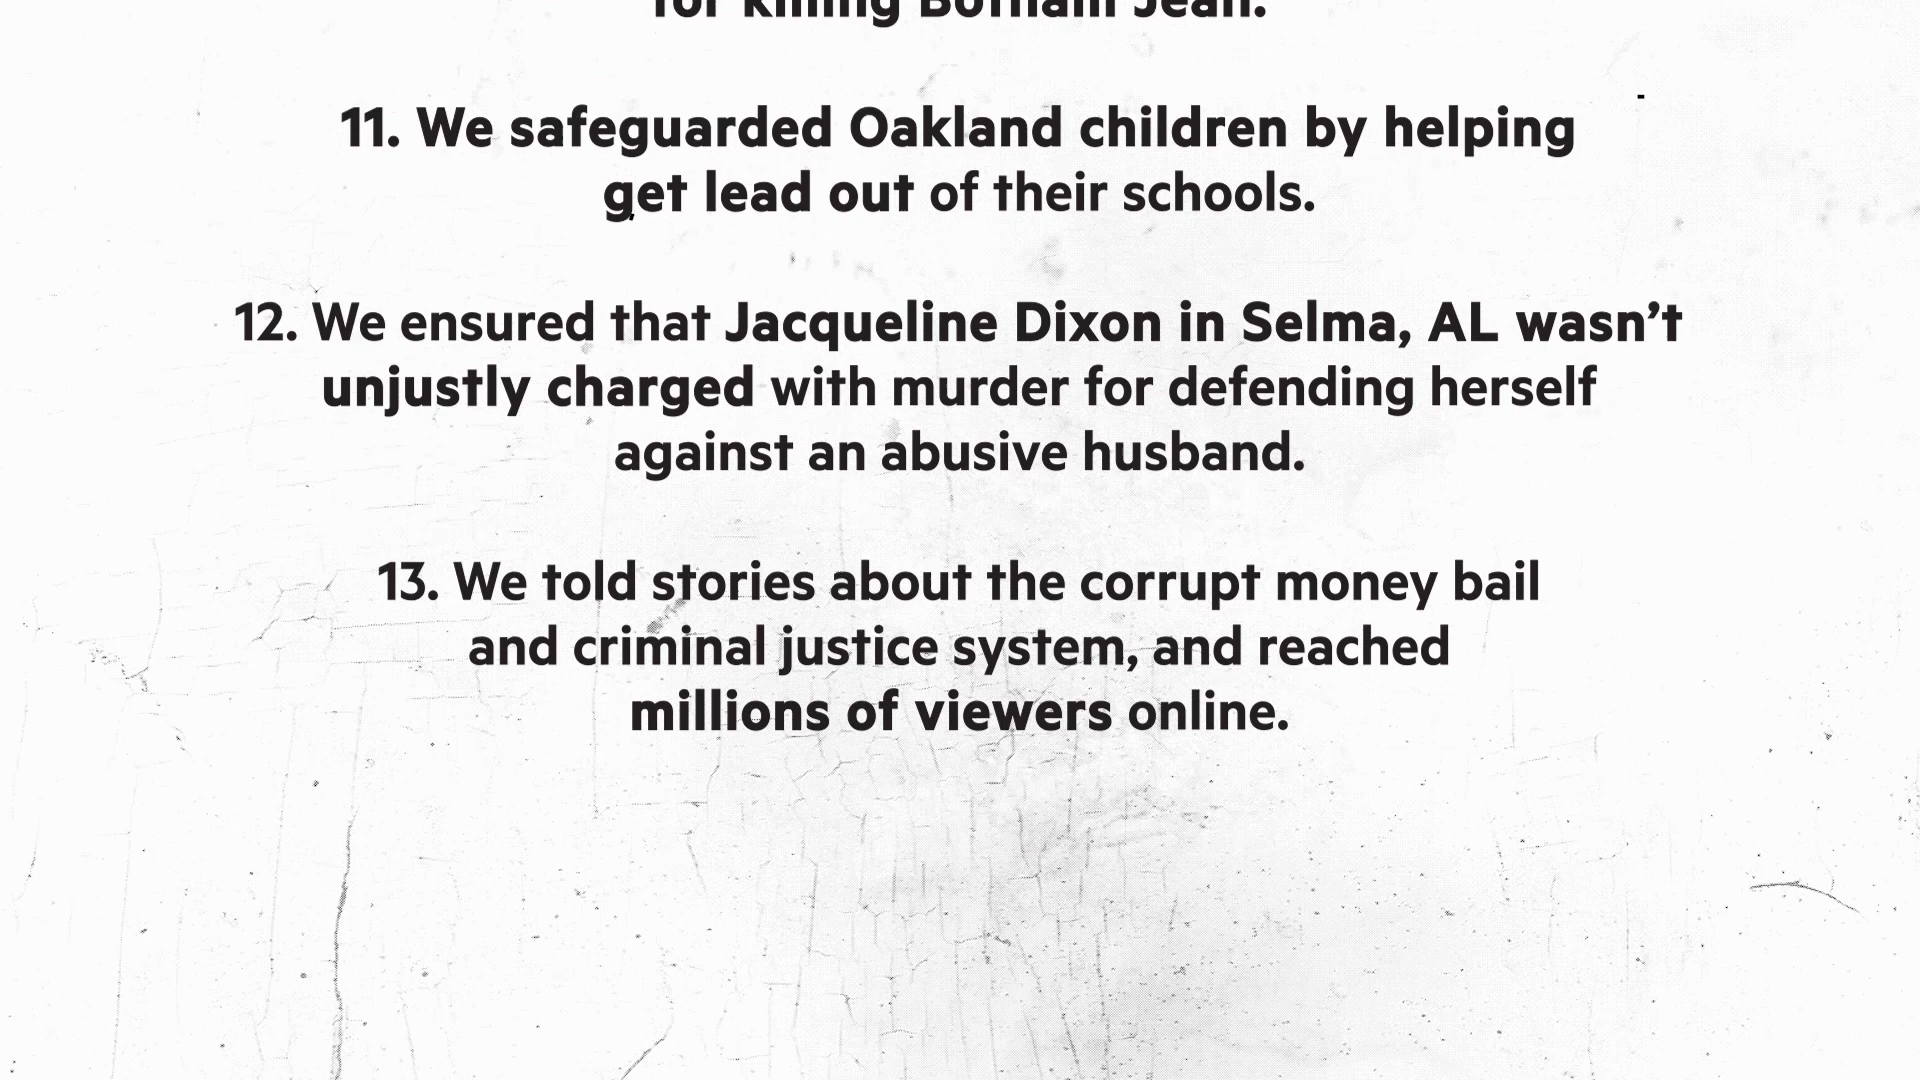 for killing Botham Jean.
11. We safeguarded Oakland children by helping
get lead out of their schools.
12. We ensured that Jacqueline Dixon in Selma, AL wasn’t
unjustly charged with murder for defending herself
against an abusive husband.
13. We told stories about the corrupt money bail
and criminal justice system, and reached
millions of viewers online.